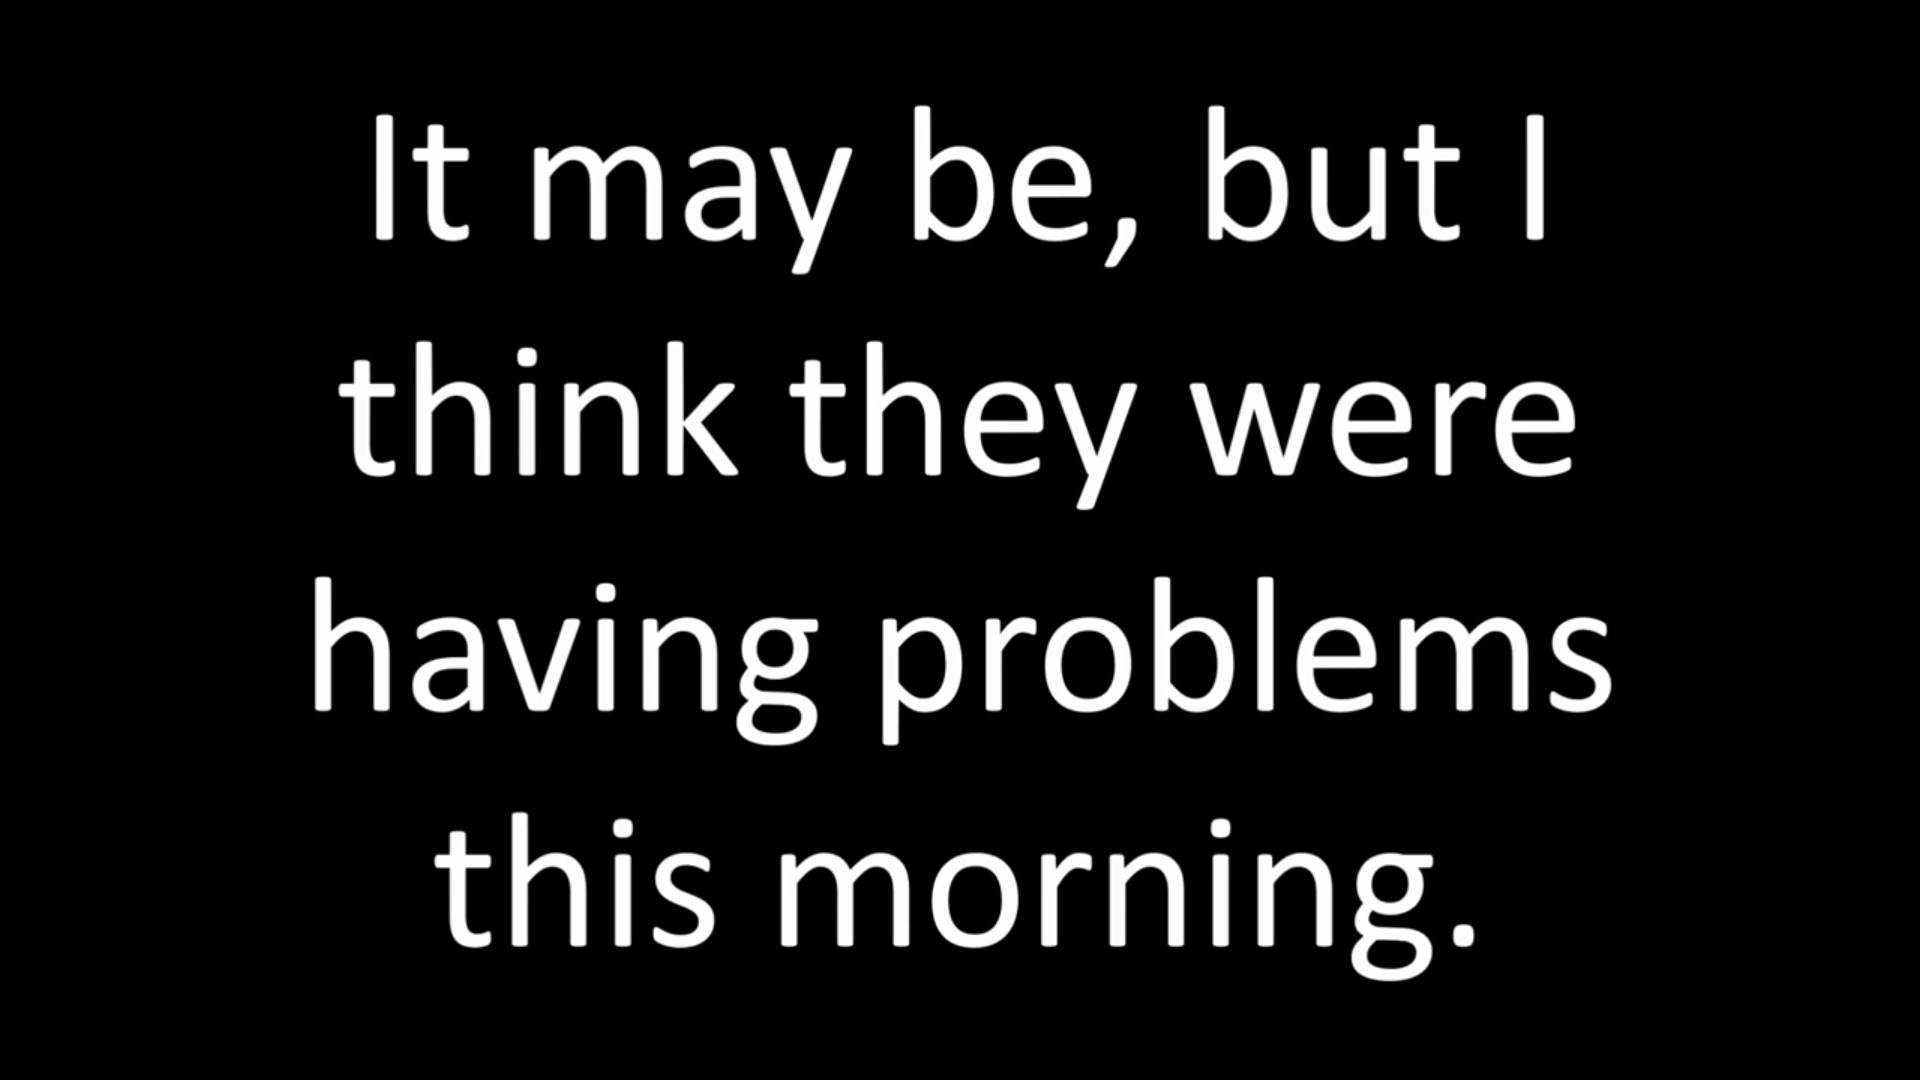 It may be, but I
think they were
having problems
this morning.